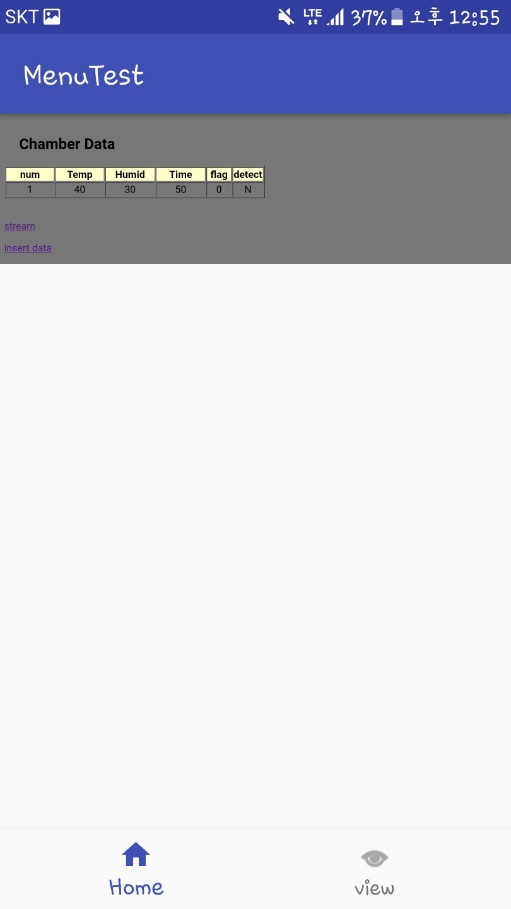 SKT LTE 37% 오후 12:55
MenuTest
Chamber Data
num Temp Humid Time flag detect
1 40 30 50 0 N
stream
insert data
Home view